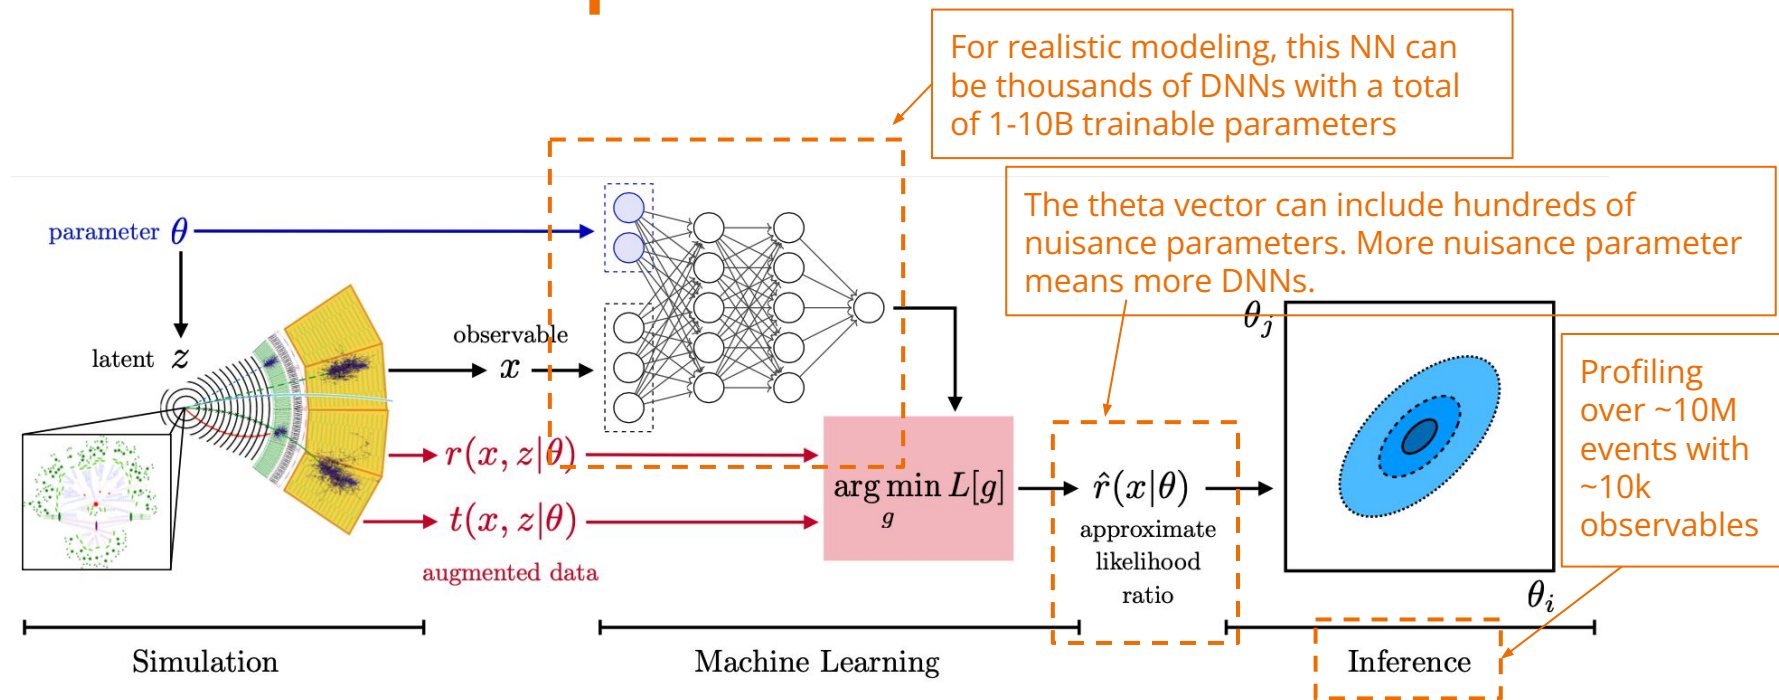 For realistic modeling, this NN can
be thousands of DNNs with a total
of 1-10B trainable parameters
The theta vector can include hundreds of
nuisance parameters. More nuisance parameter
means more DNNs.
parameter θ
latent z
observable
x
r(x, z|θ)
t(x, z|θ)
augmented data
arg min L[g]
g
r̂(x|θ)
approximate
likelihood
ratio
θj
θi
Profiling
over ~10M
events with
~10k
observables
Simulation
Machine Learning
Inference